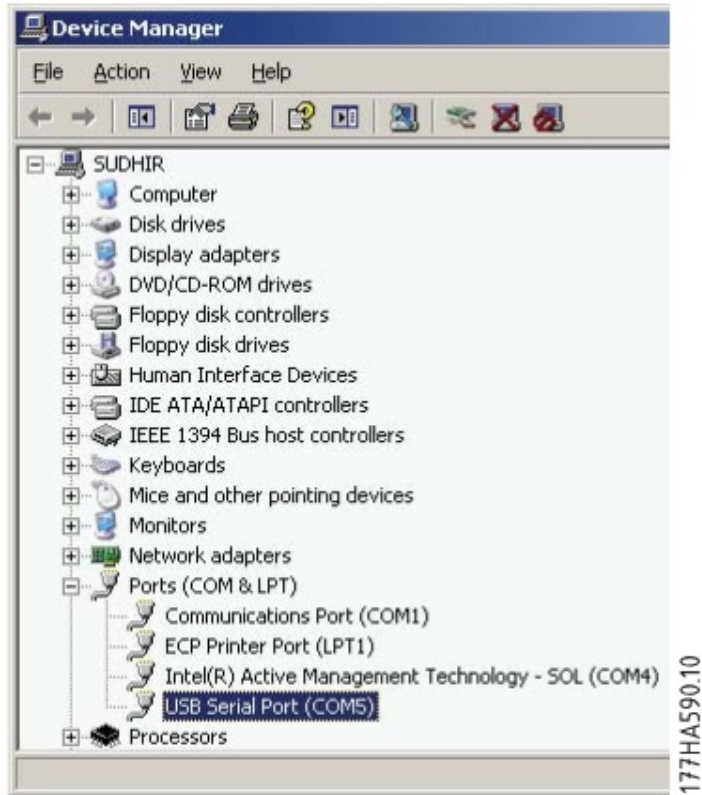 Device Manager
File Action View Help
SUDHIR
Computer
Disk drives
Display adapters
DVD/CD-ROM drives
Floppy disk controllers
Floppy disk drives
Human Interface Devices
IDE ATA/ATAPI controllers
IEEE 1394 Bus host controllers
Keyboards
Mice and other pointing devices
Monitors
Network adapters
Ports (COM & LPT)
Communications Port (COM1)
ECP Printer Port (LPT1)
Intel(R) Active Management Technology - SOL (COM4)
USB Serial Port (COM5)
Processors
177HA590.10